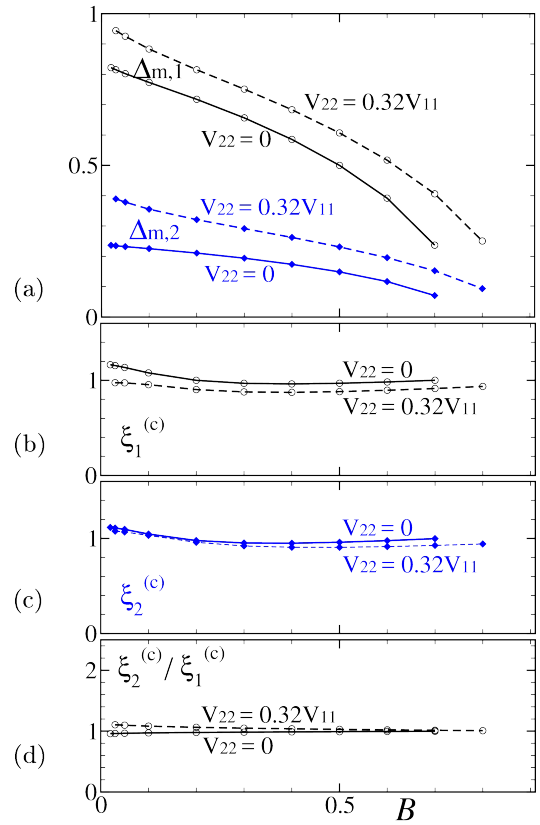 1
Δm,1
V22 = 0.32V11
V22 = 0
0.5
V22 = 0.32V11
Δm,2
V22 = 0
(a)
0
V22 = 0
1
V22 = 0.32V11
(b)
ξ1(c)
0
V22 = 0
1
V22 = 0.32V11
(c)
ξ2(c)
0
ξ2(c) / ξ1(c)
2
V22 = 0.32V11
1
V22 = 0
(d)
0
0 0.5 B